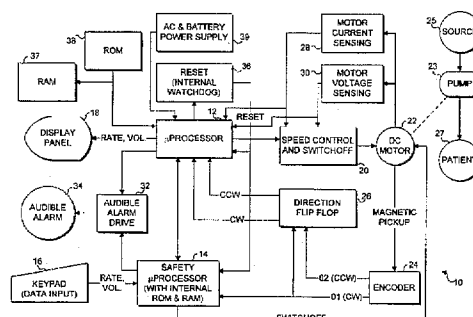 37
RAM
38
ROM
AC & BATTERY
POWER SUPPLY
39
RESET
(INTERNAL
WATCHDOG)
36
MOTOR
CURRENT
SENSING
28
MOTOR
VOLTAGE
SENSING
30
25
SOURCE
23
PUMP
27
PATIENT
18
DISPLAY
PANEL
RATE, VOL.
12
µPROCESSOR
RESET
SPEED CONTROL
AND SWITCHOFF
20
22
DC
MOTOR
34
AUDIBLE
ALARM
32
AUDIBLE
ALARM
DRIVE
CCW
CW
DIRECTION
FLIP FLOP
26
MAGNETIC
PICKUP
16
KEYPAD
(DATA INPUT)
RATE,
VOL.
14
SAFETY
µPROCESSOR
(WITH INTERNAL
ROM & RAM)
02 (CCW)
01 (CW)
ENCODER
24
10
SWITCHOFF